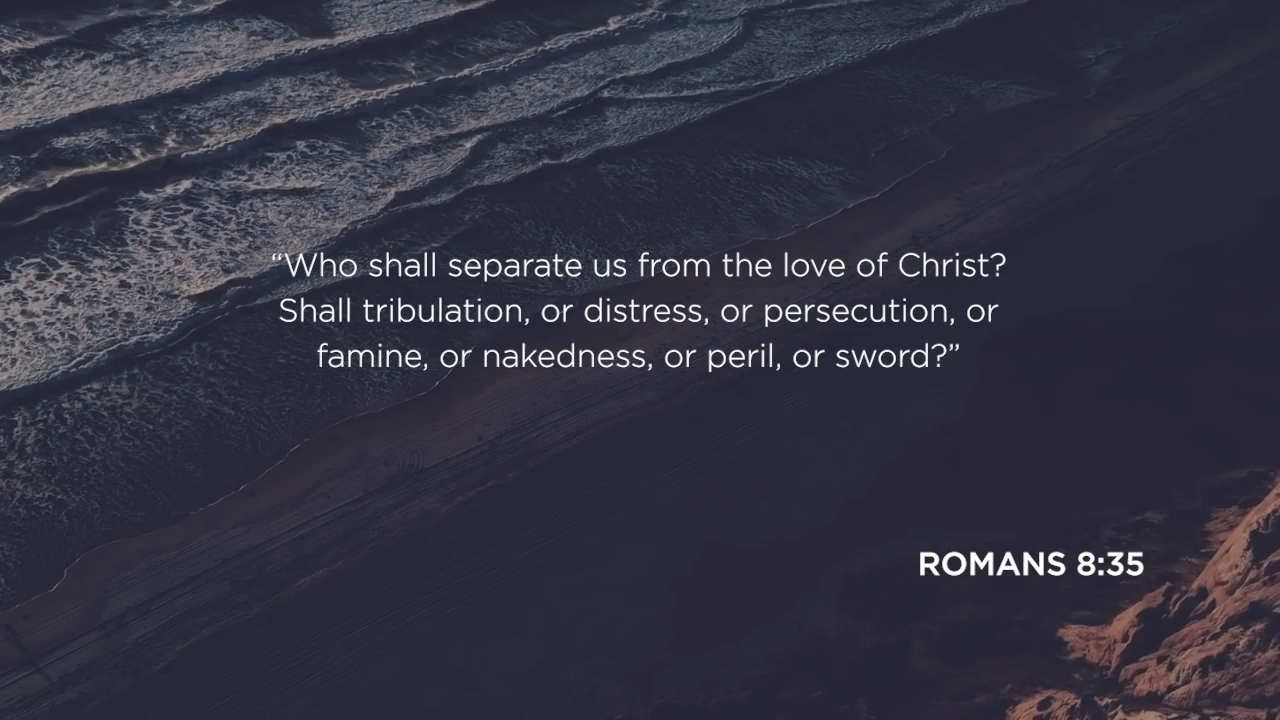 “Who shall separate us from the love of Christ?
Shall tribulation, or distress, or persecution, or
famine, or nakedness, or peril, or sword?”
ROMANS 8:35